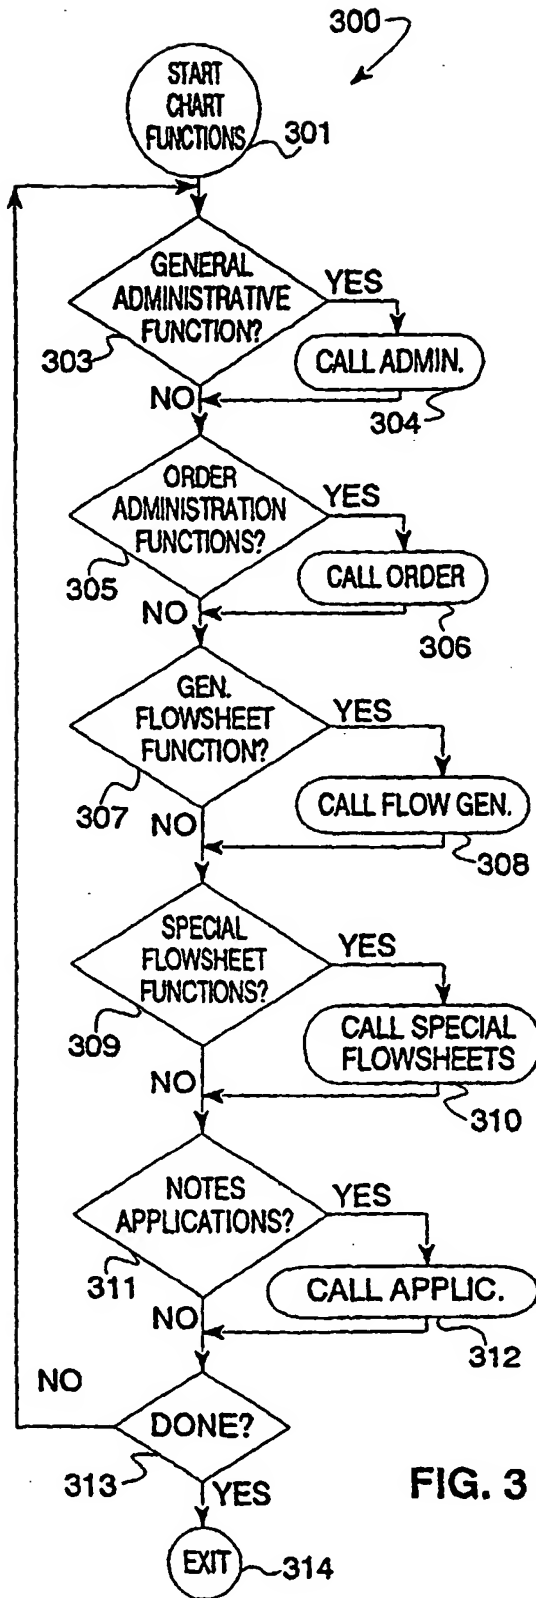 300
START
CHART
FUNCTIONS
301
GENERAL
ADMINISTRATIVE
FUNCTION?
YES
303
CALL ADMIN.
NO
304
ORDER
ADMINISTRATION
FUNCTIONS?
YES
305
CALL ORDER
NO
306
GEN.
FLOWSHEET
FUNCTION?
YES
307
CALL FLOW GEN.
NO
308
SPECIAL
FLOWSHEET
FUNCTIONS?
YES
309
CALL SPECIAL
FLOWSHEETS
NO
310
NOTES
APPLICATIONS?
YES
311
CALL APPLIC.
NO
312
NO
DONE?
313
YES
FIG. 3
EXIT
314